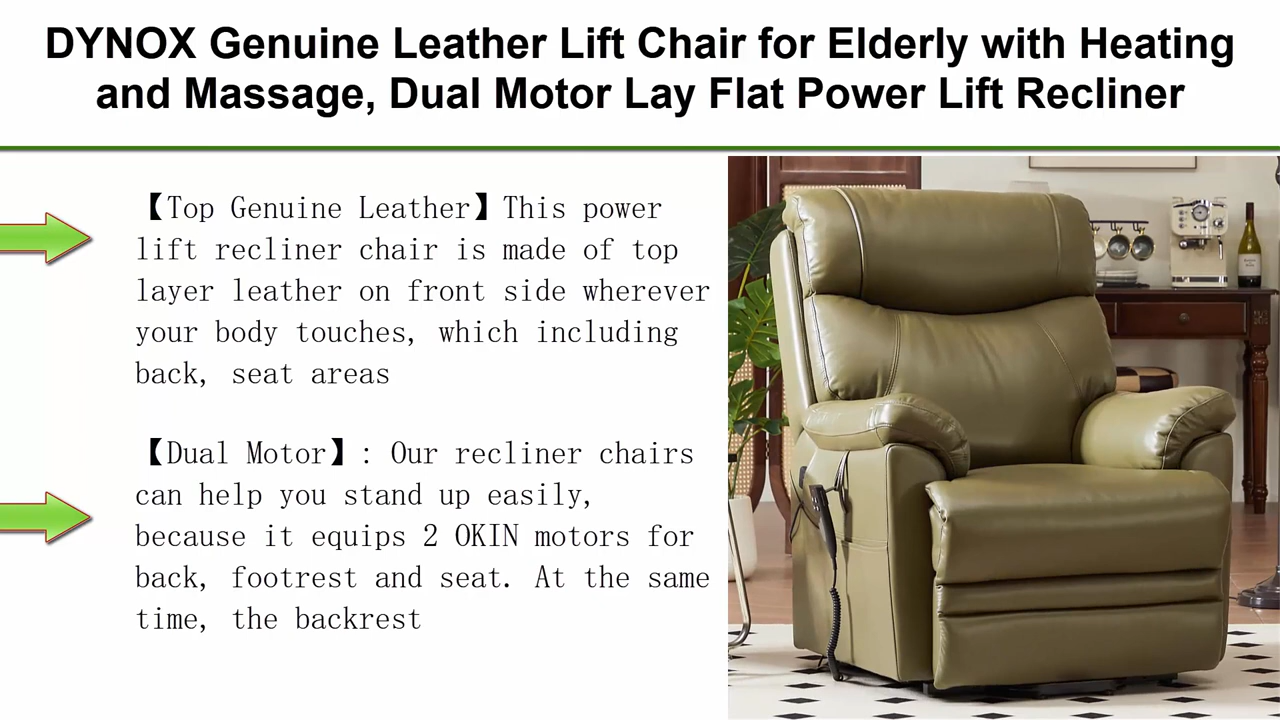 DYNOX Genuine Leather Lift Chair for Elderly with Heating
and Massage, Dual Motor Lay Flat Power Lift Recliner
【Top Genuine Leather】This power
lift recliner chair is made of top
layer leather on front side wherever
your body touches, which including
back, seat areas
【Dual Motor】: Our recliner chairs
can help you stand up easily,
because it equips 2 OKIN motors for
back, footrest and seat. At the same
time, the backrest